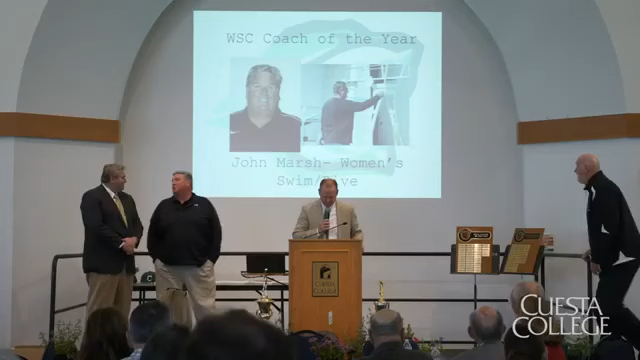 WSC Coach of the Year
John Marsh- Women's
Swim/Dive
CUESTA COLLEGE
CUESTA
COLLEGE